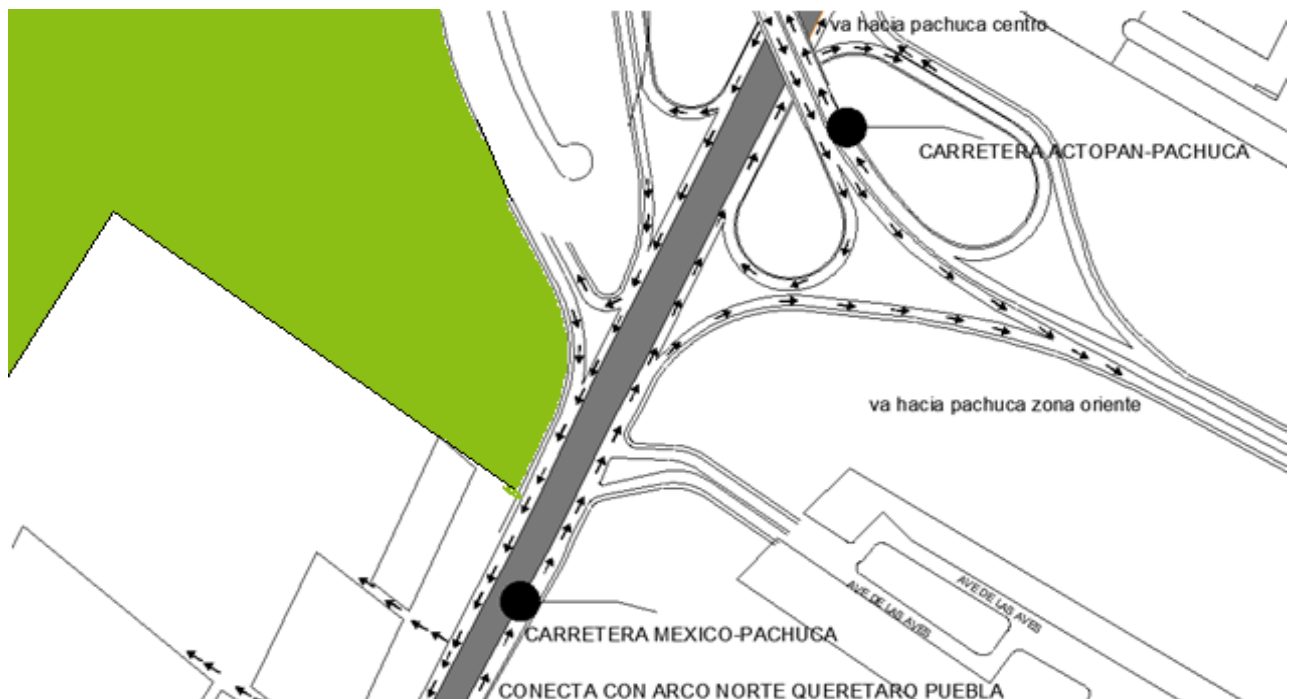 va hacia pachuca centro
CARRETERA ACTOPAN-PACHUCA
va hacia pachuca zona oriente
AVE DE LAS AVES
AVE DE LAS AVES
CARRETERA MEXICO-PACHUCA
CONECTA CON ARCO NORTE QUERETARO PUEBLA